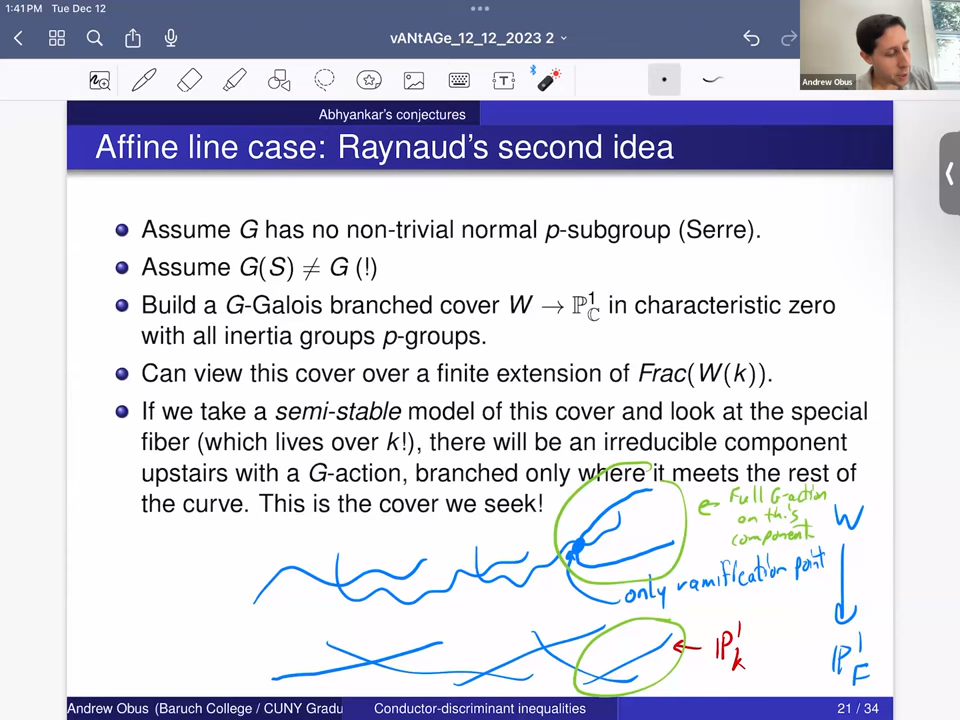 1:41 PM Tue Dec 12
vANtAGe_12_12_2023 2
Andrew Obus
Abhyankar's conjectures
Affine line case: Raynaud's second idea
Assume G has no non-trivial normal p-subgroup (Serre).
Assume G(S) ≠ G (!)
Build a G-Galois branched cover W → ℙ¹_ℂ in characteristic zero
with all inertia groups p-groups.
Can view this cover over a finite extension of Frac(W(k)).
If we take a semi-stable model of this cover and look at the special
fiber (which lives over k!), there will be an irreducible component
upstairs with a G-action, branched only where it meets the rest of
the curve. This is the cover we seek!
← Full G-action
on this
component
W
only ramification point
← ℙ¹_k
ℙ¹_F
Andrew Obus (Baruch College / CUNY Gradu
Conductor-discriminant inequalities
21 / 34